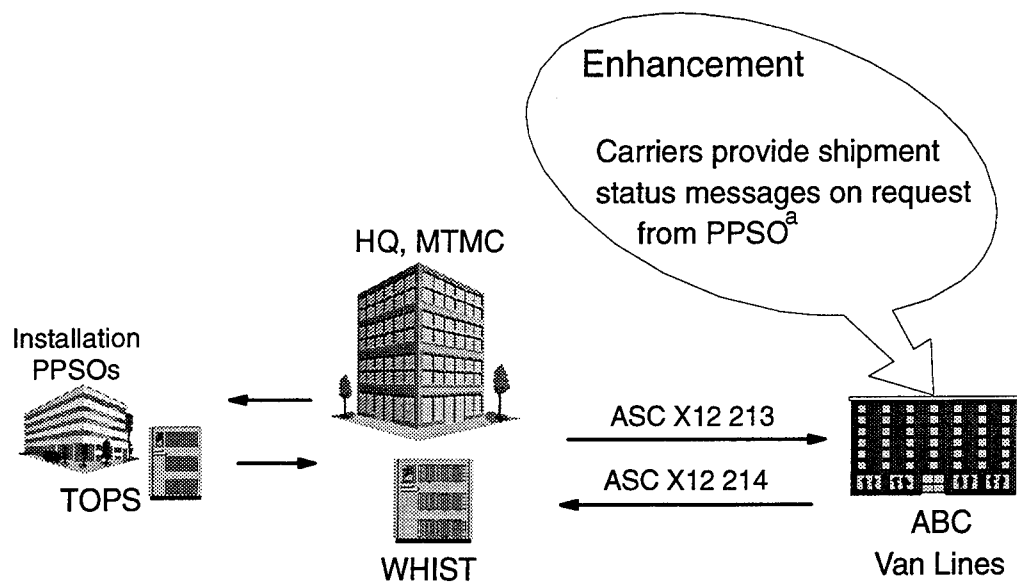 Enhancement
Carriers provide shipment
status messages on request
from PPSOa
HQ, MTMC
Installation
PPSOs
TOPS
WHIST
ASC X12 213
ASC X12 214
ABC
Van Lines